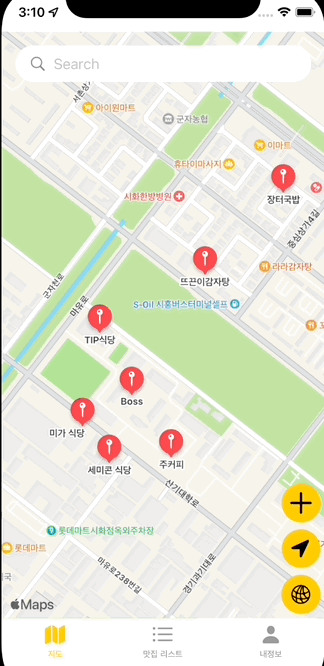 3:10
Search
아이원마트
군자농협
이마트
휴타이마사지
시화한방병원
장터국밥
중심상가4길
뜨끈이감자탕
라라감자탕
군자천로
마유로
S-Oil 시흥버스터미널셀프
TIP식당
Boss
미가 식당
세미콘 식당
주커피
산기대학로
롯데마트시화점옥외주차장
롯데마트
마유로238번길
경기과기대로
Maps
지도
맛집 리스트
내정보